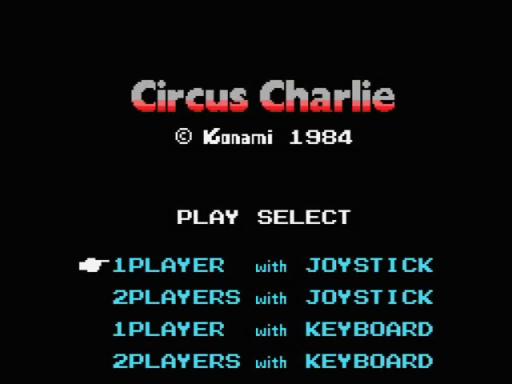 Circus Charlie
© Konami 1984
PLAY SELECT
1PLAYER with JOYSTICK
2PLAYERS with JOYSTICK
1PLAYER with KEYBOARD
2PLAYERS with KEYBOARD